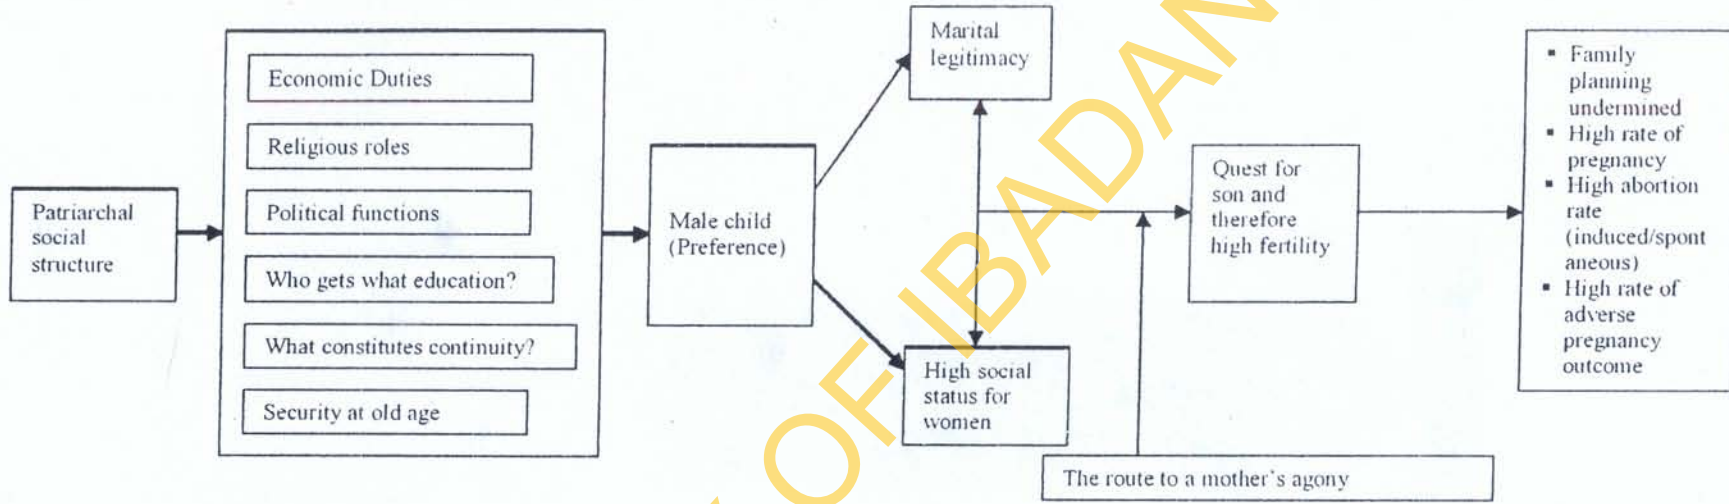 Patriarchal
social
structure
Economic Duties
Religious roles
Political functions
Who gets what education?
What constitutes continuity?
Security at old age
Male child
(Preference)
Marital
legitimacy
High social
status for
women
Quest for
son and
therefore
high fertility
The route to a mother's agony
▪ Family
planning
undermined
▪ High rate of
pregnancy
▪ High abortion
rate
(induced/spont
aneous)
▪ High rate of
adverse
pregnancy
outcome
OF IBADAN